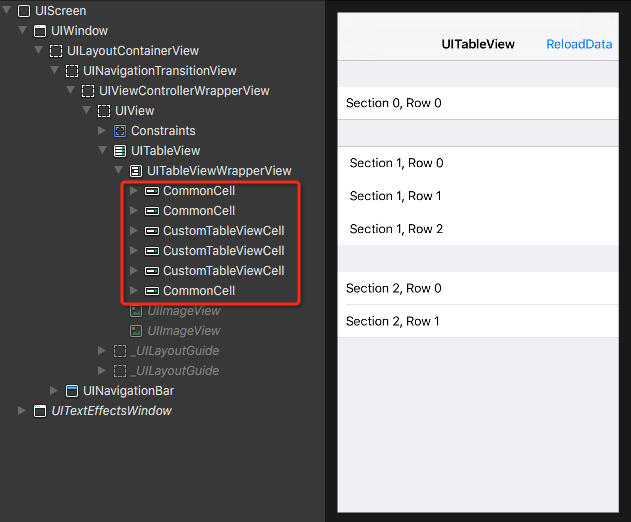 UIScreen
UIWindow
UILayoutContainerView
UINavigationTransitionView
UIViewControllerWrapperView
UIView
Constraints
UITableView
UITableViewWrapperView
CommonCell
CommonCell
CustomTableViewCell
CustomTableViewCell
CustomTableViewCell
CommonCell
UIImageView
UIImageView
_UILayoutGuide
_UILayoutGuide
UINavigationBar
UITextEffectsWindow
UITableView ReloadData
Section 0, Row 0
Section 1, Row 0
Section 1, Row 1
Section 1, Row 2
Section 2, Row 0
Section 2, Row 1